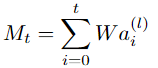 $$M_t = \sum_{i=0}^{t} W a_i^{(l)}$$